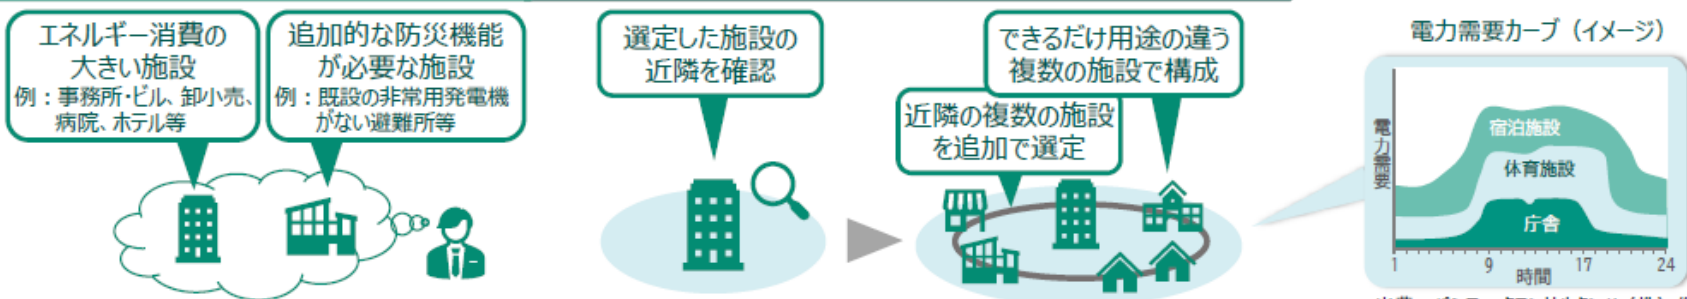 エネルギー消費の
大きい施設
例：事務所・ビル、卸小売、
病院、ホテル等
追加的な防災機能
が必要な施設
例：既設の非常用発電機
がない避難所等
選定した施設の
近隣を確認
近隣の複数の施設
を追加で選定
できるだけ用途の違う
複数の施設で構成
電力需要カーブ（イメージ）
電力需要
宿泊施設
体育施設
庁舎
1 9 17 24
時間